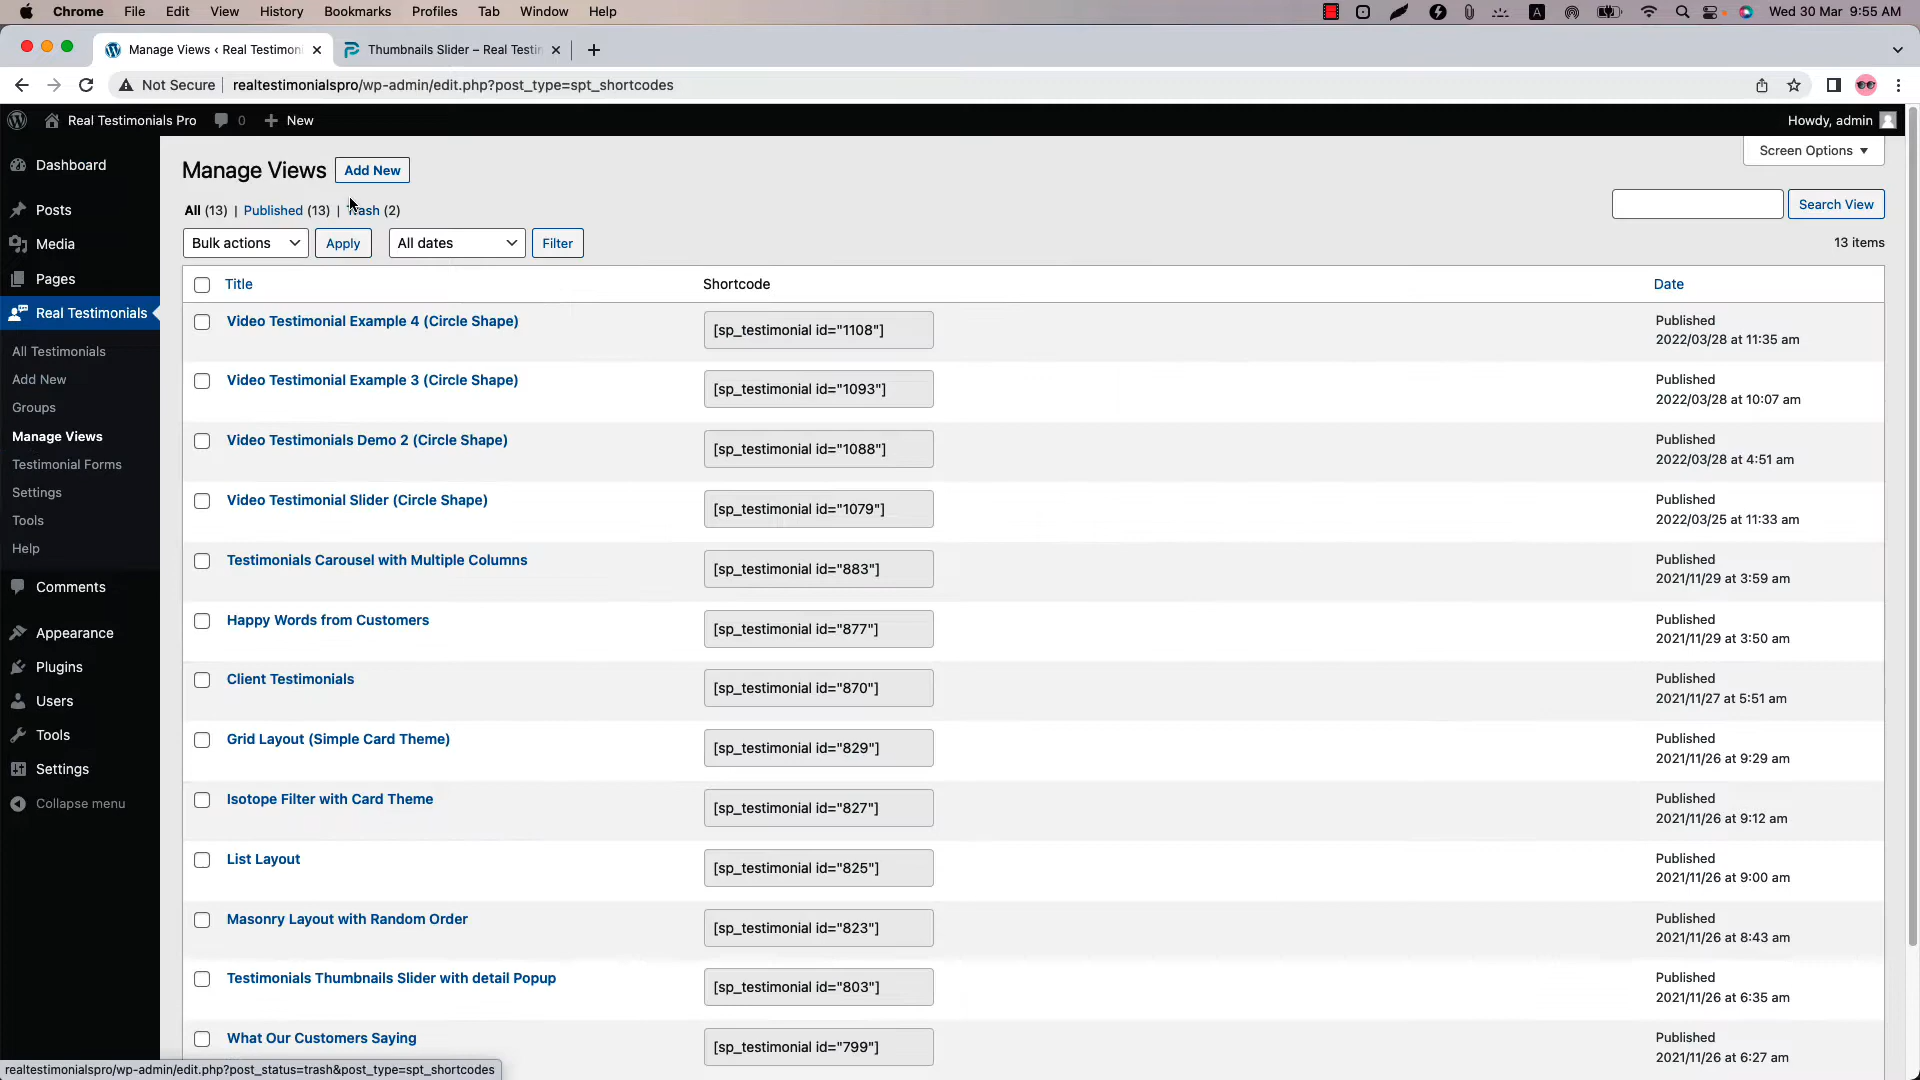 Chrome File Edit View History Bookmarks Profiles Tab Window Help A Wed 30 Mar 9:55 AM
Manage Views ‹ Real Testimoni Thumbnails Slider – Real Testin
Not Secure realtestimonialspro/wp-admin/edit.php?post_type=spt_shortcodes
Real Testimonials Pro 0 New Howdy, admin
Dashboard
Posts
Media
Pages
Real Testimonials
All Testimonials
Add New
Groups
Manage Views
Testimonial Forms
Settings
Tools
Help
Comments
Appearance
Plugins
Users
Tools
Settings
Collapse menu
Manage Views Add New Screen Options
All (13) | Published (13) | (2)
Search View
Bulk actions Apply All dates Filter 13 items
Title Shortcode Date
Video Testimonial Example 4 (Circle Shape) [sp_testimonial id="1108"] Published
2022/03/28 at 11:35 am
Video Testimonial Example 3 (Circle Shape) [sp_testimonial id="1093"] Published
2022/03/28 at 10:07 am
Video Testimonials Demo 2 (Circle Shape) [sp_testimonial id="1088"] Published
2022/03/28 at 4:51 am
Video Testimonial Slider (Circle Shape) [sp_testimonial id="1079"] Published
2022/03/25 at 11:33 am
Testimonials Carousel with Multiple Columns [sp_testimonial id="883"] Published
2021/11/29 at 3:59 am
Happy Words from Customers [sp_testimonial id="877"] Published
2021/11/29 at 3:50 am
Client Testimonials [sp_testimonial id="870"] Published
2021/11/27 at 5:51 am
Grid Layout (Simple Card Theme) [sp_testimonial id="829"] Published
2021/11/26 at 9:29 am
Isotope Filter with Card Theme [sp_testimonial id="827"] Published
2021/11/26 at 9:12 am
List Layout [sp_testimonial id="825"] Published
2021/11/26 at 9:00 am
Masonry Layout with Random Order [sp_testimonial id="823"] Published
2021/11/26 at 8:43 am
Testimonials Thumbnails Slider with detail Popup [sp_testimonial id="803"] Published
2021/11/26 at 6:35 am
What Our Customers Saying [sp_testimonial id="799"] Published
2021/11/26 at 6:27 am
realtestimonialspro/wp-admin/edit.php?post_status=trash&post_type=spt_shortcodes